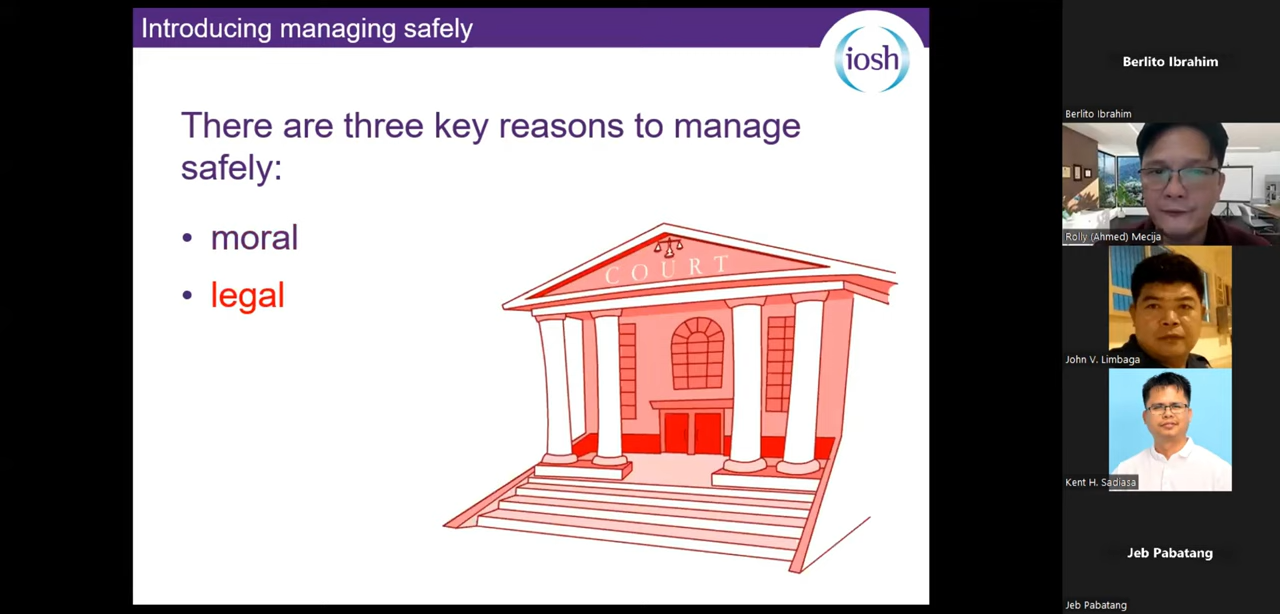 Introducing managing safely
iosh
There are three key reasons to manage
safely:
• moral
• legal
COURT
Berlito Ibrahim
Berlito Ibrahim
Rolly (Ahmed) Mecija
John V. Limbaga
Kent H. Sadiasa
Jeb Pabatang
Jeb Pabatang